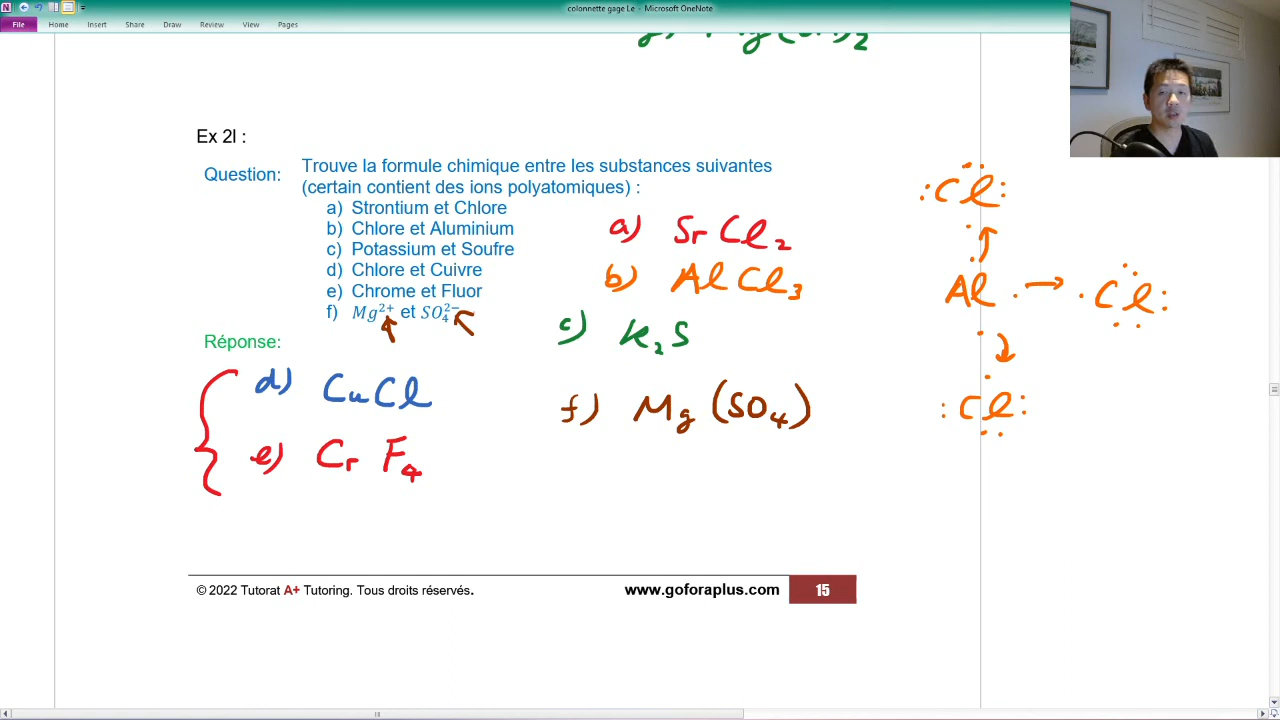 colonnette gage Le - Microsoft OneNote
File Home Insert Share Draw Review View Pages
Ex 2l :
Question: Trouve la formule chimique entre les substances suivantes
(certain contient des ions polyatomiques) :
a) Strontium et Chlore
b) Chlore et Aluminium
c) Potassium et Soufre
d) Chlore et Cuivre
e) Chrome et Fluor
f) Mg²⁺ et SO₄²⁻
Réponse:
a) SrCl₂
b) AlCl₃
c) K₂S
d) CuCl
e) CrF₄
f) Mg(SO₄)
Cl
Al → Cl
Cl
© 2022 Tutorat A+ Tutoring. Tous droits réservés.
www.goforaplus.com 15